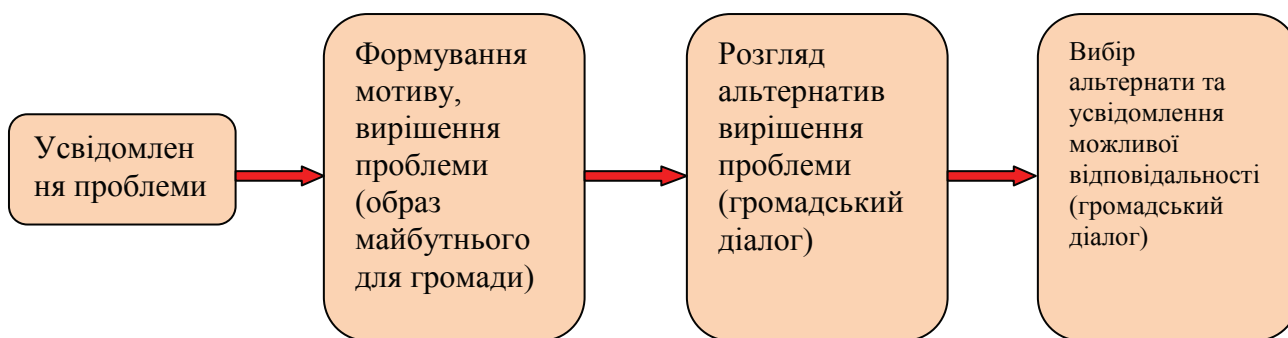 Усвідомлен
ня проблеми
Формування
мотиву,
вирішення
проблеми
(образ
майбутнього
для громади)
Розгляд
альтернатив
вирішення
проблеми
(громадський
діалог)
Вибір
альтернати та
усвідомлення
можливої
відповідальності
(громадський
діалог)